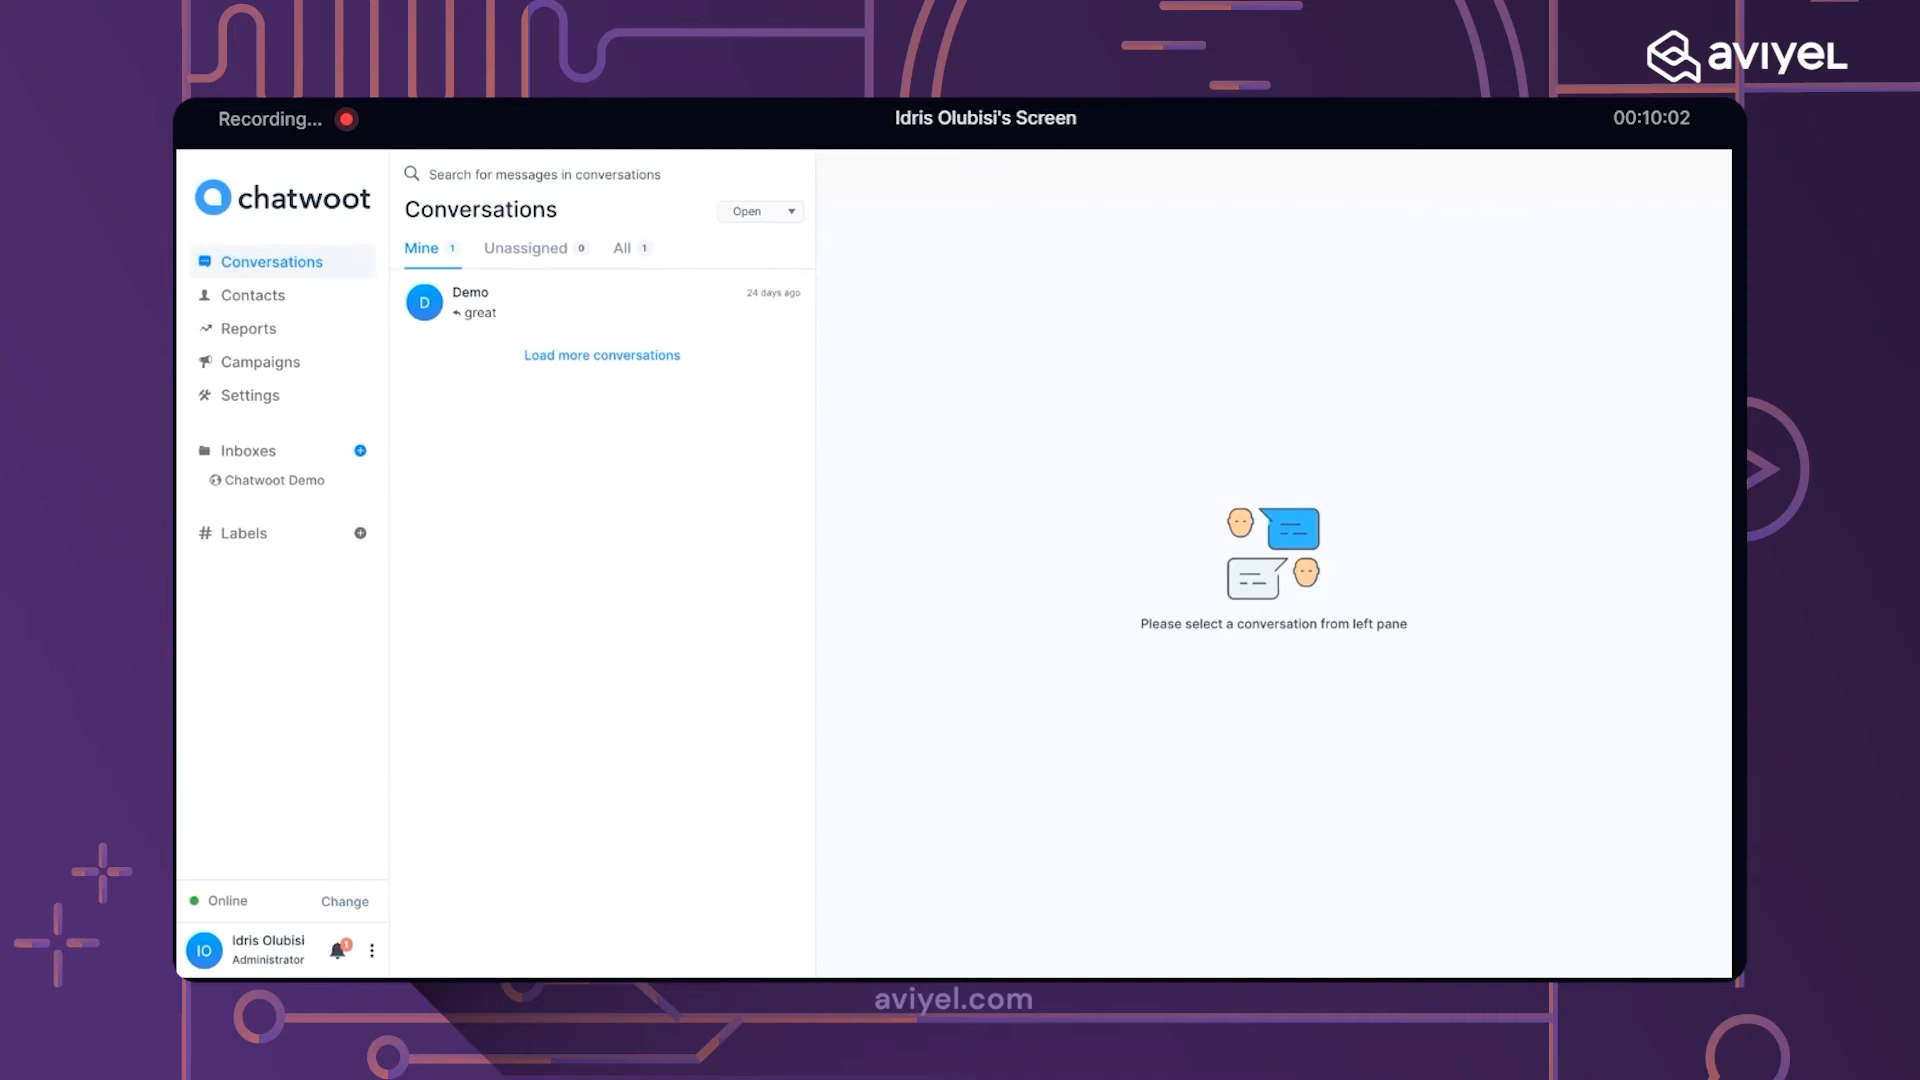 aviyel
Recording...
Idris Olubisi's Screen
00:10:02
chatwoot
Conversations
Contacts
Reports
Campaigns
Settings
Inboxes
Chatwoot Demo
# Labels
Online
Change
IO
Idris Olubisi
Administrator
1
Search for messages in conversations
Conversations
Open
Mine 1
Unassigned 0
All 1
D
Demo
24 days ago
great
Load more conversations
Please select a conversation from left pane
aviyel.com